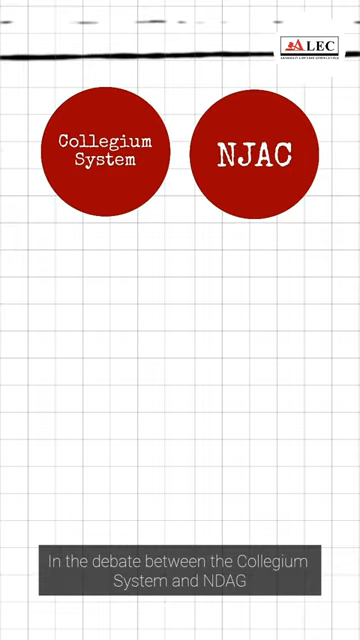 ALEC
Collegium
System
NJAC
In the debate between the Collegium
System and NDAG